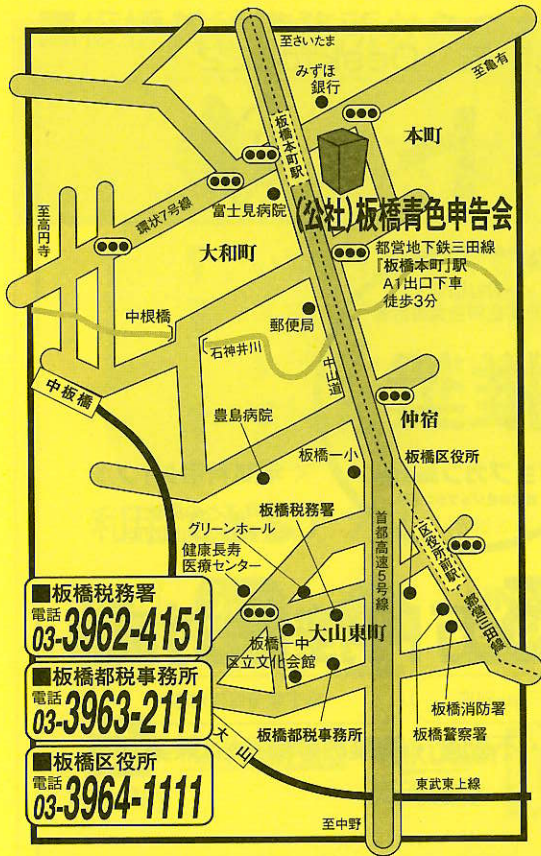 至さいたま
みずほ
銀行
至亀有
本町
板橋本町駅
(公社)板橋青色申告会
富士見病院
環状7号線
至高円寺
大和町
都営地下鉄三田線
『板橋本町』駅
A1出口下車
徒歩3分
中根橋
石神井川
郵便局
中山道
中板橋
仲宿
豊島病院
板橋一小
板橋区役所
板橋税務署
グリーンホール
健康長寿
医療センター
首都高速5号線
区役所前駅
都営三田線
大山東町
板橋一中
区立文化会館
板橋都税事務所
板橋消防署
板橋警察署
■板橋税務署
電話
03-3962-4151
■板橋都税事務所
電話
03-3963-2111
■板橋区役所
電話
03-3964-1111
大山
東武東上線
至中野